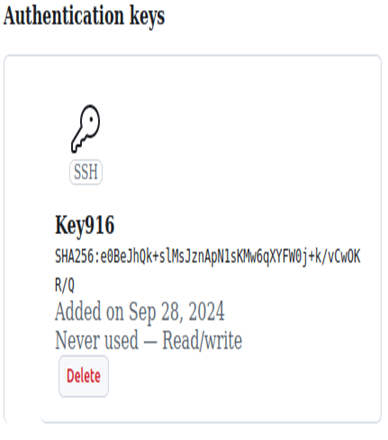 Authentication keys
SSH
Key916
SHA256:e0BeJhQk+slMsJznApN1sKMw6qXYFW0j+k/vCwOK
R/Q
Added on Sep 28, 2024
Never used — Read/write
Delete